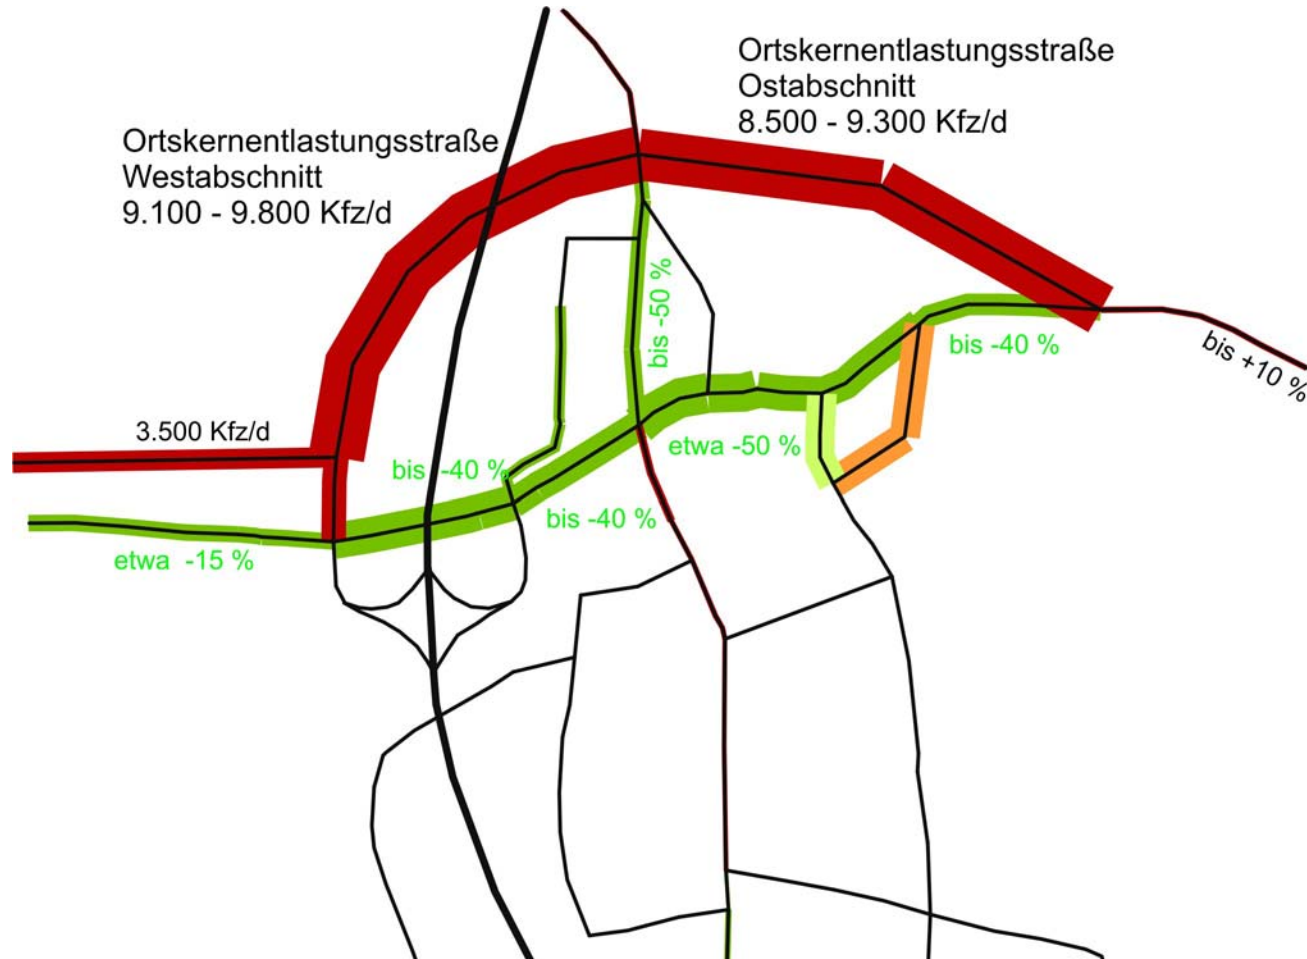 Ortskernentlastungsstraße
Ostabschnitt
8.500 - 9.300 Kfz/d
Ortskernentlastungsstraße
Westabschnitt
9.100 - 9.800 Kfz/d
bis -50 %
bis -40 %
bis +10 %
3.500 Kfz/d
etwa -50 %
bis -40 %
bis -40 %
etwa -15 %